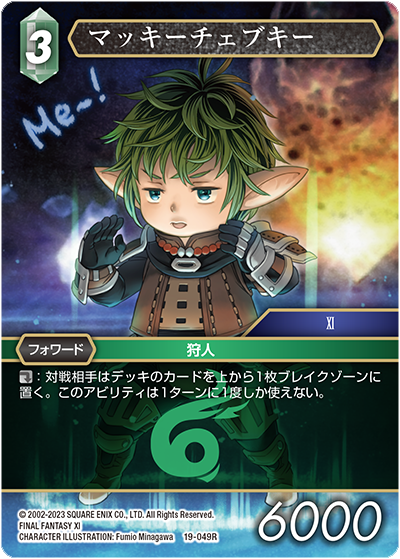 3
マッキーチェブキー
Me~!
XI
フォワード
狩人
：対戦相手はデッキのカードを上から1枚ブレイクゾーンに
置く。このアビリティは1ターンに1度しか使えない。
6
© 2002-2023 SQUARE ENIX CO., LTD. All Rights Reserved.
FINAL FANTASY XI
CHARACTER ILLUSTRATION: Fumio Minagawa
19-049R
6000